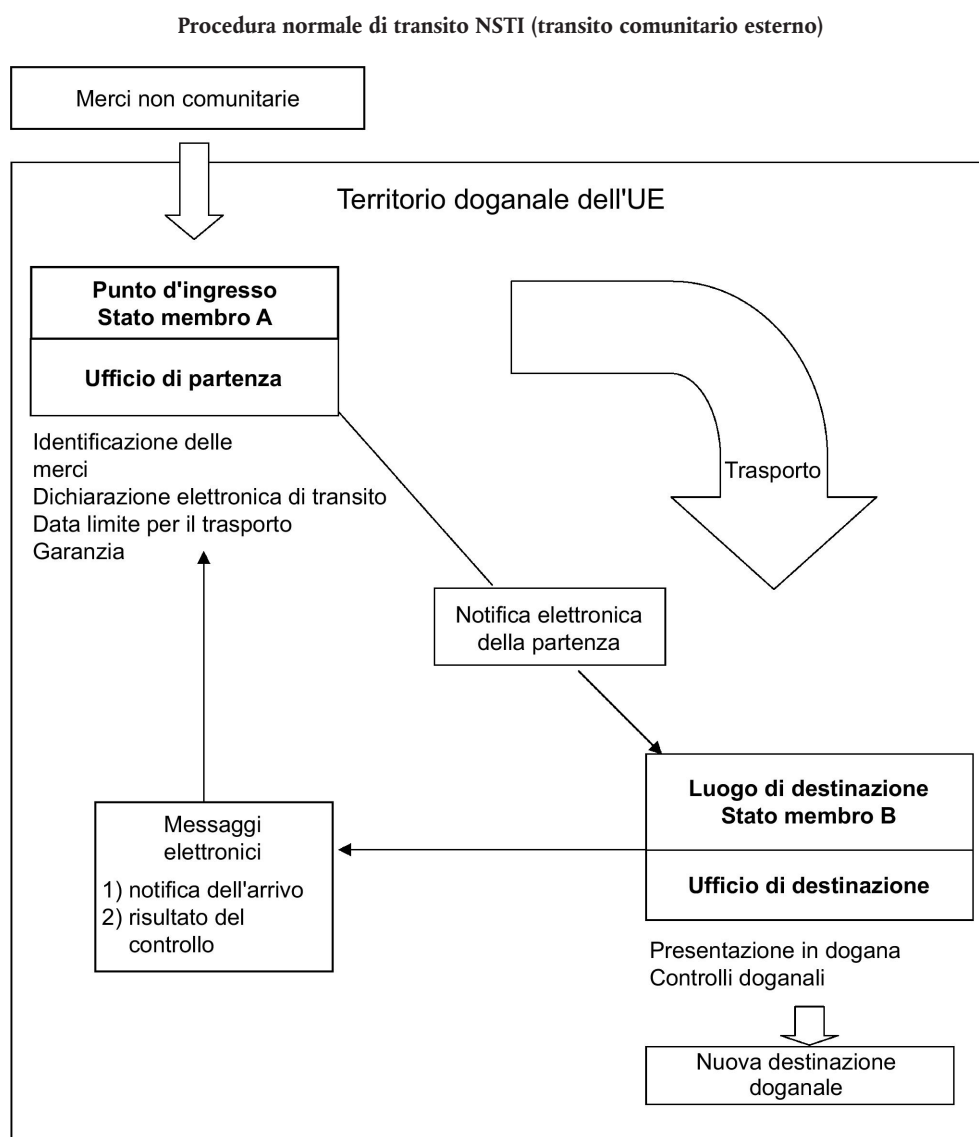 Procedura normale di transito NSTI (transito comunitario esterno)
Merci non comunitarie
Territorio doganale dell'UE
Punto d'ingresso
Stato membro A
Ufficio di partenza
Identificazione delle
merci
Dichiarazione elettronica di transito
Data limite per il trasporto
Garanzia
Trasporto
Notifica elettronica
della partenza
Luogo di destinazione
Stato membro B
Ufficio di destinazione
Messaggi
elettronici
1) notifica dell'arrivo
2) risultato del
controllo
Presentazione in dogana
Controlli doganali
Nuova destinazione
doganale